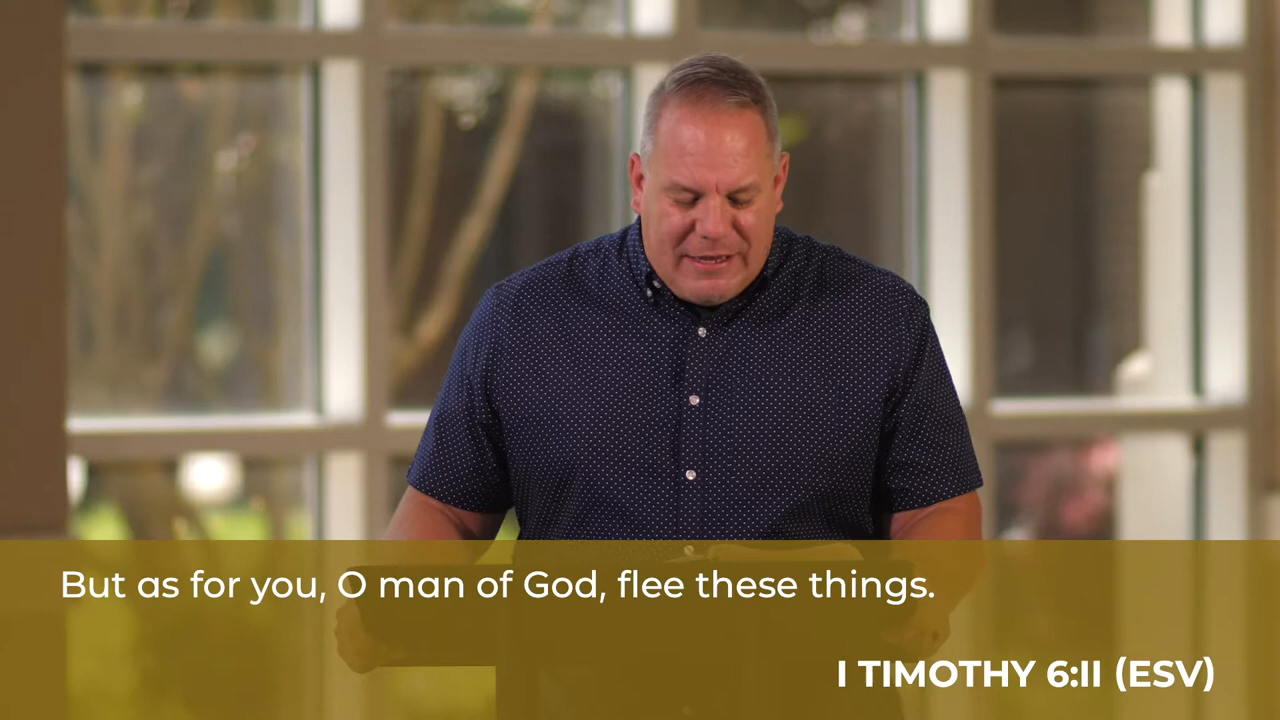 But as for you, O man of God, flee these things.
I TIMOTHY 6:11 (ESV)